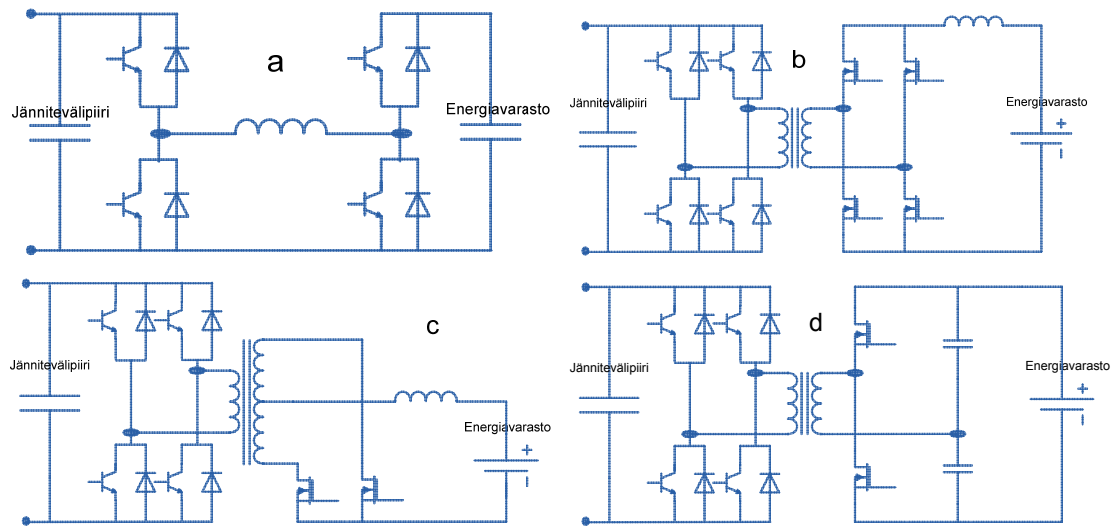 a
Jännitevälipiiri
Energiavarasto
b
Jännitevälipiiri
Energiavarasto
+
I
c
Jännitevälipiiri
Energiavarasto
+
I
d
Jännitevälipiiri
Energiavarasto
+
I